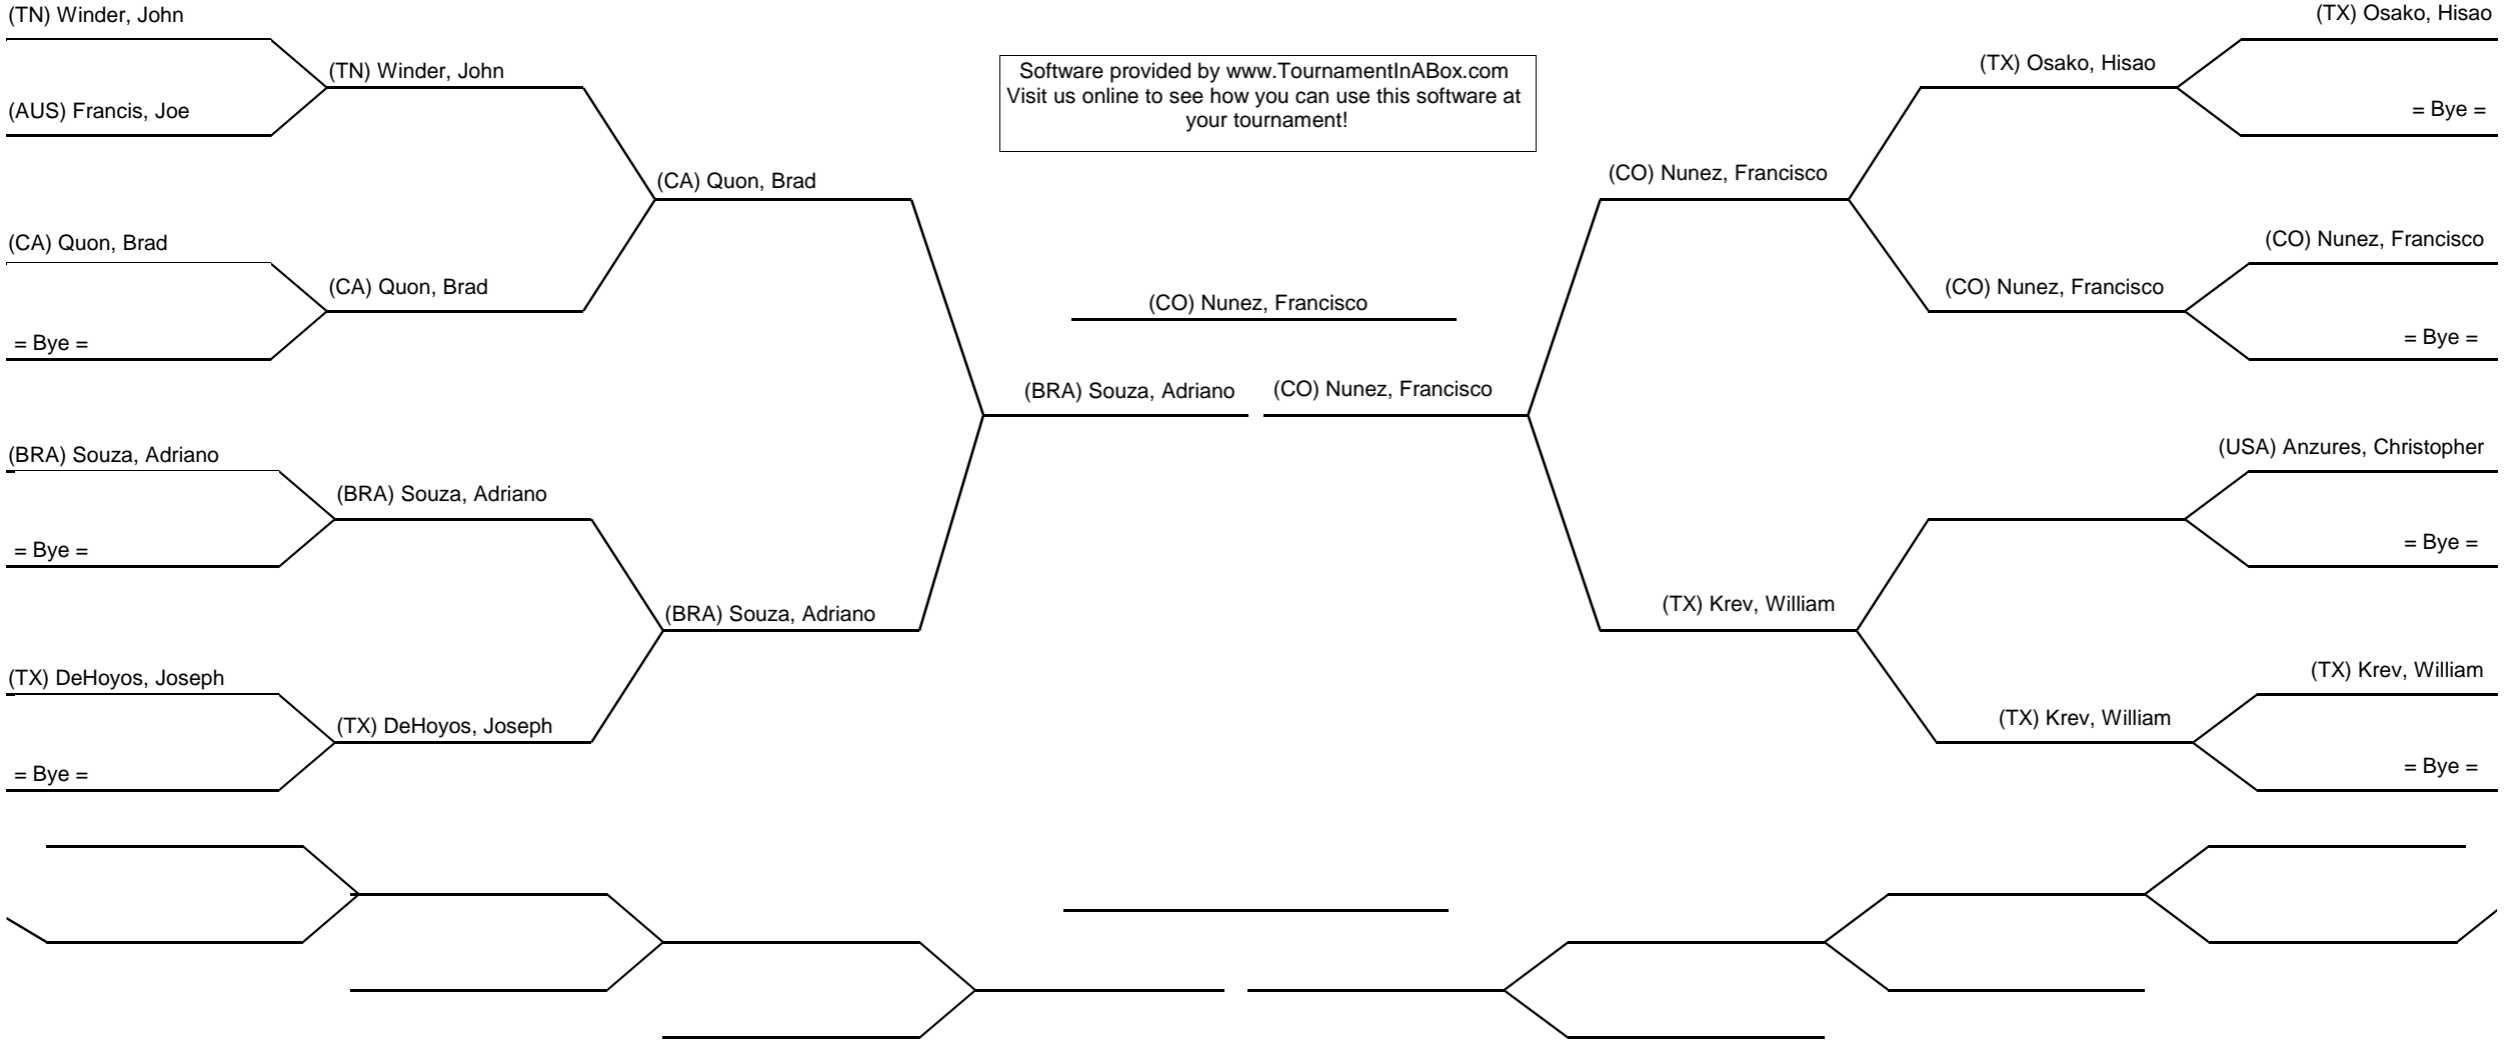 (TN) Winder, John
(TX) Osako, Hisao
(TN) Winder, John
Software provided by www.TournamentInABox.com
Visit us online to see how you can use this software at
your tournament!
(TX) Osako, Hisao
(AUS) Francis, Joe
= Bye =
(CA) Quon, Brad
(CO) Nunez, Francisco
(CA) Quon, Brad
(CO) Nunez, Francisco
(CA) Quon, Brad
(CO) Nunez, Francisco
(CO) Nunez, Francisco
= Bye =
= Bye =
(BRA) Souza, Adriano
(CO) Nunez, Francisco
(BRA) Souza, Adriano
(USA) Anzures, Christopher
(BRA) Souza, Adriano
= Bye =
= Bye =
(BRA) Souza, Adriano
(TX) Krev, William
(TX) DeHoyos, Joseph
(TX) Krev, William
(TX) DeHoyos, Joseph
(TX) Krev, William
= Bye =
= Bye =